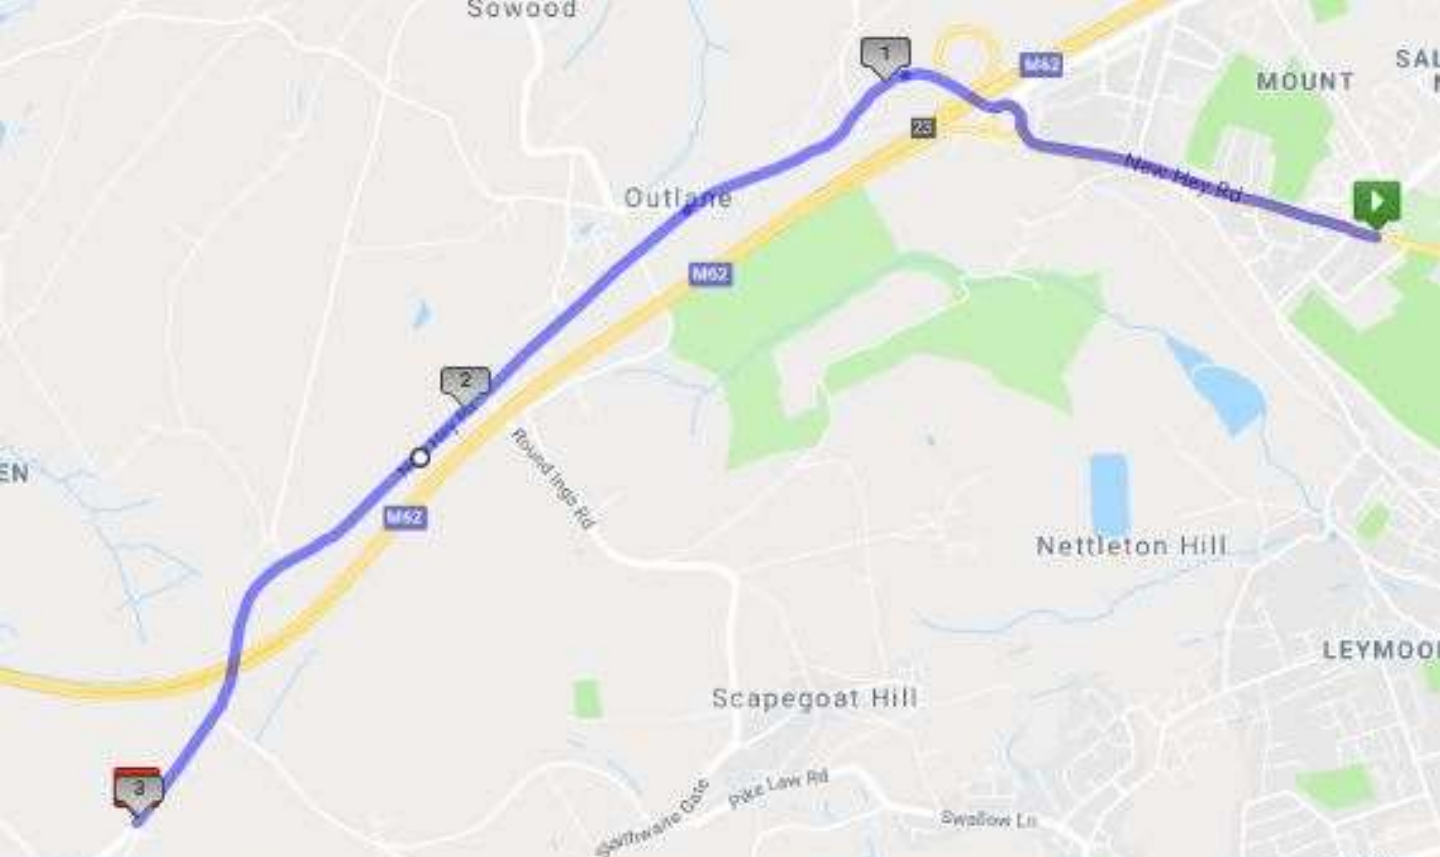 Sowood
SAL
MOUNT
1
M62
23
New Hey Rd
Outlane
M62
2
EN
Round Ings Rd
M62
Nettleton Hill
LEYMOO
Scapegoat Hill
3
Pike Law Rd
Swallow Ln